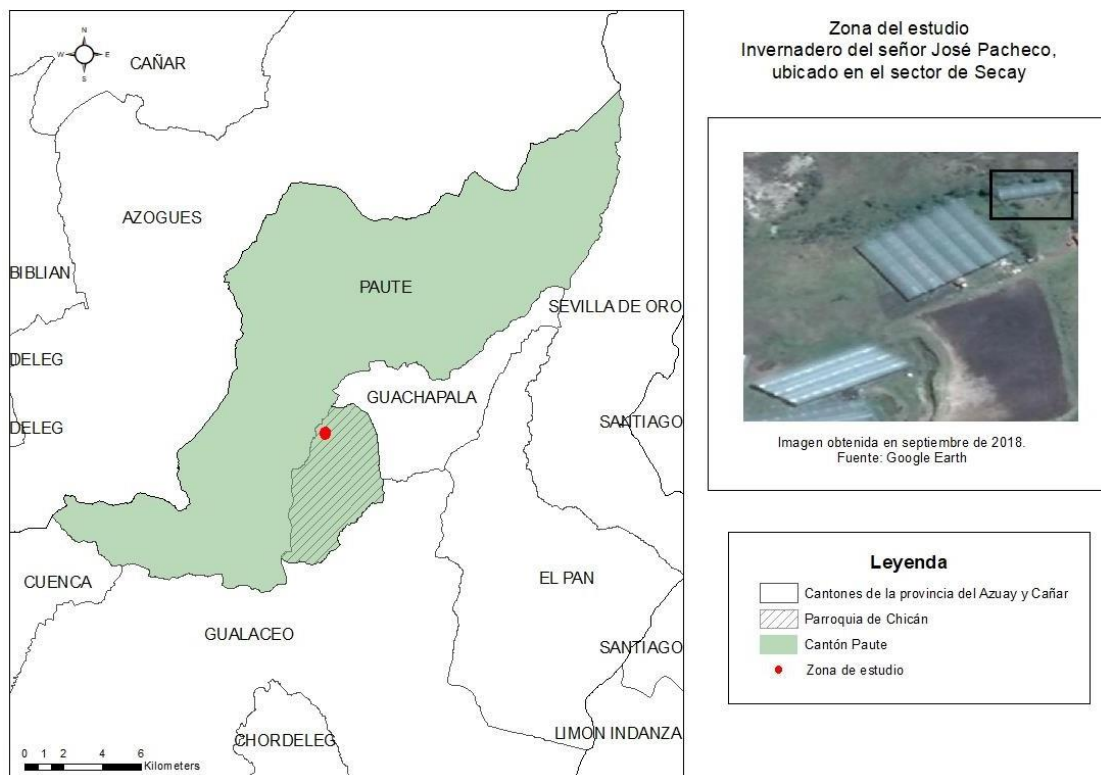 N
W E
S
CAÑAR
AZOGUES
BIBLIAN
PAUTE
SEVILLA DE ORO
DELEG
GUACHAPALA
SANTIAGO
DELEG
CUENCA
EL PAN
GUALACEO
SANTIAGO
LIMON INDANZA
CHORDELEG
0 1 2 4 6
Kilometers
Zona del estudio
Invernadero del señor José Pacheco,
ubicado en el sector de Secay
Imagen obtenida en septiembre de 2018.
Fuente: Google Earth
Leyenda
Cantones de la provincia del Azuay y Cañar
Parroquia de Chicán
Cantón Paute
Zona de estudio